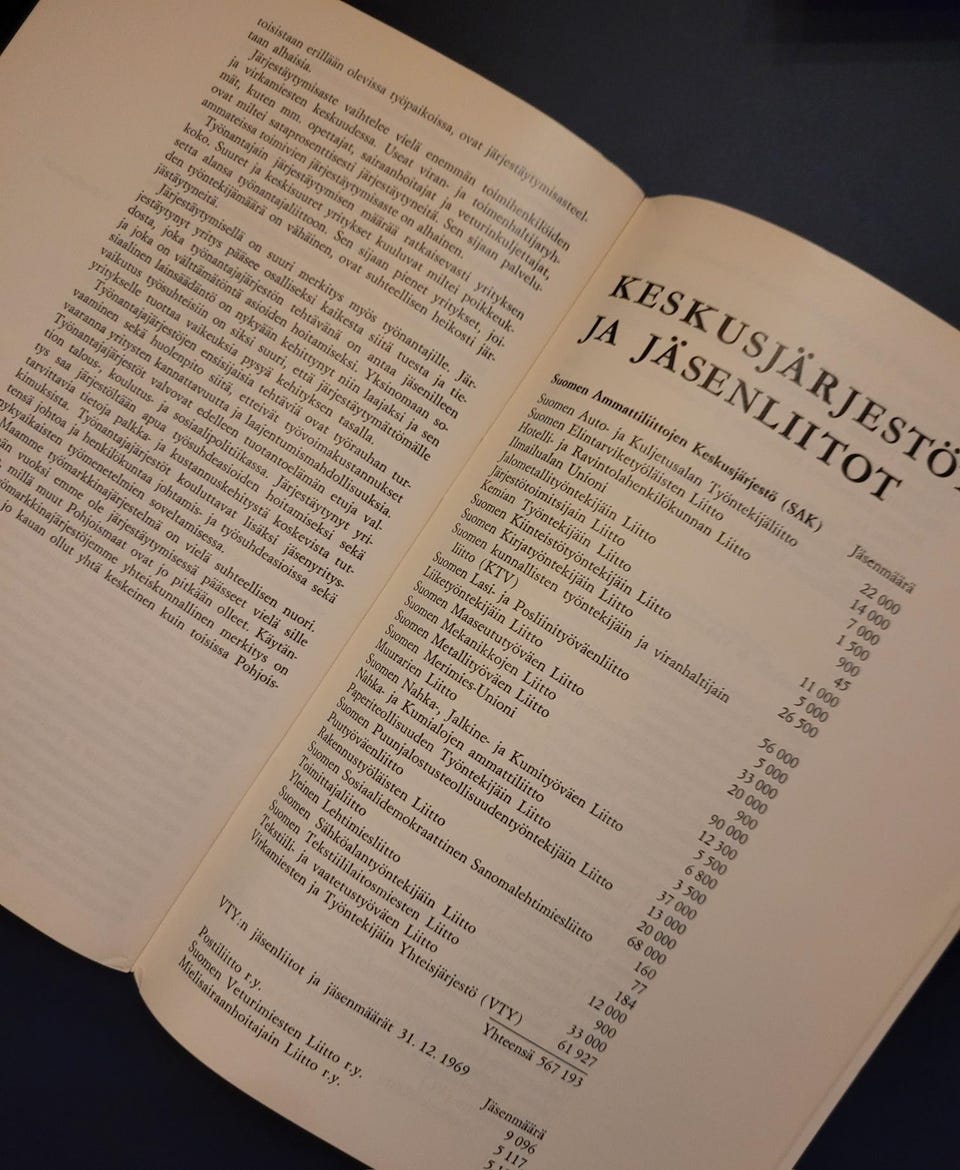 toisistaan erillään olevissa työpaikoissa, ovat järjestäytymisasteel-
taan alhaisia.
Järjestäytymisaste vaihtelee vielä enemmän toimihenkilöiden
ja virkamiesten keskuudessa. Useat viran- ja toimenhaltijaryh-
mät, kuten mm. opettajat, sairaanhoitajat ja veturinkuljettajat,
ovat miltei sataprosenttisesti järjestäytyneitä. Sen sijaan palvelu-
ammateissa toimivien järjestäytymisaste on alhainen.
Työnantajain järjestäytymisen määrää ratkaisevasti yrityksen
koko. Suuret ja keskisuuret yritykset kuuluvat miltei poikkeuk-
setta alansa työnantajaliittoon. Sen sijaan pienet yritykset, joi-
den työntekijämäärä on vähäinen, ovat suhteellisen heikosti jär-
jästäytyneitä.
Järjestäytymisellä on suuri merkitys myös työnantajille. Jär-
jestäytynyt yritys pääsee osalliseksi kaikesta siitä tuesta ja tie-
dosta, joka työnantajajärjestön tehtävänä on antaa jäsenilleen
ja joka on välttämätöntä asioiden hoitamiseksi. Yksinomaan so-
siaalinen lainsäädäntö on nykyään kehittynyt niin laajaksi ja sen
vaikutus työsuhteisiin on siksi suuri, että järjestäytymättömälle
yritykselle tuottaa vaikeuksia pysyä kehityksen tasalla.
Työnantajajärjestöjen ensisijaisia tehtäviä ovat työrauhan tur-
vaaminen sekä huolenpito siitä, etteivät työvoimakustannukset
vaaranna yritysten kannattavuutta ja laajentumismahdollisuuksia.
Työnantajajärjestöt valvovat edelleen tuotantoelämän etuja val-
tion talous-, koulutus- ja sosiaalipolitiikassa. Järjestäytynyt yri-
tys saa järjestöltään apua työsuhdeasioiden hoitamiseksi sekä
tarvittavia tietoja palkka- ja kustannuskehitystä koskevista tut-
kimuksista. Työnantajajärjestöt kouluttavat lisäksi jäsenyritys-
tensä johtoa ja henkilökuntaa johtamis- ja työsuhdeasioissa sekä
nykyaikaisten työmenetelmien soveltamisessa.
Maamme työmarkkinajärjestelmä on vielä suhteellisen nuori.
vuoksi emme ole järjestäytymisessä päässeet vielä sille
millä muut Pohjoismaat ovat jo pitkään olleet. Käytän-
työmarkkinajärjestöjemme yhteiskunnallinen merkitys on
jo kauan ollut yhtä keskeinen kuin toisissa Pohjois-
KESKUSJÄRJESTÖ
JA JÄSENLIITOT
Suomen Ammattiliittojen Keskusjärjestö (SAK)
Jäsenmäärä
Suomen Auto- ja Kuljetusalan Työntekijäliitto 22 000
Suomen Elintarviketyöläisten Liitto 14 000
Hotelli- ja Ravintolahenkilökunnan Liitto 7 000
Ilmailualan Unioni 1 500
Jalometallityöntekijäin Liitto 900
Järjestötoimitsijain Liitto 45
Kemian Työntekijäin Liitto 11 000
Suomen Kiinteistötyöntekijäin Liitto 5 000
Suomen Kirjatyöntekijäin Liitto 26 500
Suomen kunnallisten työntekijäin ja viranhaltijain
liitto (KTV) 56 000
Suomen Lasi- ja Posliinityöväenliitto 5 000
Liiketyöntekijäin Liitto 33 000
Suomen Maaseututyöväen Liitto 20 000
Suomen Mekanikkojen Liitto 900
Suomen Metallityöväen Liitto 90 000
Suomen Merimies-Unioni 12 300
Muurarien Liitto 5 500
Suomen Nahka-, Jalkine- ja Kumityöväen Liitto 6 800
Nahka- ja Kumialojen ammattiliitto 3 500
Paperiteollisuuden Työntekijäin Liitto 37 000
Suomen Puunjalostusteollisuudentyöntekijäin Liitto 13 000
Puutyöväenliitto 20 000
Rakennustyöläisten Liitto 68 000
Suomen Sosiaalidemokraattinen Sanomalehtimiesliitto 160
Toimittajaliitto 77
Yleinen Lehtimiesliitto 184
Suomen Sähköalantyöntekijäin Liitto 12 000
Suomen Tekstiililaitosmiesten Liitto 900
Tekstiili- ja vaatetustyöväen Liitto 33 000
Virkamiesten ja Työntekijäin Yhteisjärjestö (VTY) 61 927
Yhteensä 567 193
VTY:n jäsenliitot ja jäsenmäärät 31. 12. 1969
Jäsenmäärä
Postiliitto r.y. 9 096
Suomen Veturimiesten Liitto r.y. 5 117
Mielisairaanhoitajain Liitto r.y.